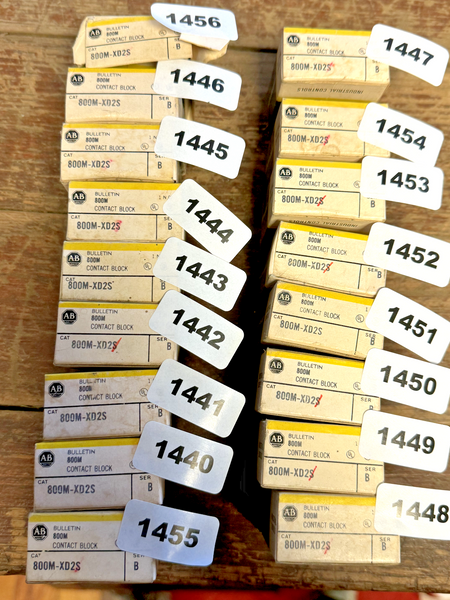 1456
BULLETIN
800M
CONTACT BLOCK
CAT
800M-XD2S
SER
B
1446
AB
BULLETIN
800M
CONTACT BLOCK
CAT
800M-XD2S
SER
B
1445
AB
BULLETIN
800M
CONTACT BLOCK
CAT
800M-XD2S
SER
B
1444
AB
BULLETIN
800M
CONTACT BLOCK
CAT
800M-XD2S
SER
B
1443
AB
BULLETIN
800M
CONTACT BLOCK
CAT
800M-XD2S
SER
B
1442
AB
BULLETIN
800M
CONTACT BLOCK
CAT
800M-XD2S
SER
B
1441
AB
BULLETIN
800M
CONTACT BLOCK
CAT
800M-XD2S
SER
B
1440
AB
BULLETIN
800M
CONTACT BLOCK
CAT
800M-XD2S
SER
B
1455
AB
BULLETIN
800M
CONTACT BLOCK
CAT
800M-XD2S
B
1447
AB
BULLETIN
800M
CONTACT BLOCK
CAT
800M-XD2S
SER
B
INDUSTRIAL CONTROLS
1454
AB
BULLETIN
800M
CONTACT BLOCK
CAT
800M-XD2S
B
1453
AB
BULLETIN
800M
CONTACT BLOCK
CAT
800M-XD2S
SER
B
1452
AB
BULLETIN
800M
CONTACT BLOCK
CAT
800M-XD2S
SER
B
1451
AB
BULLETIN
800M
CONTACT BLOCK
CAT
800M-XD2S
SER
B
1450
AB
BULLETIN
800M
CONTACT BLOCK
CAT
800M-XD2S
SER
B
1449
AB
BULLETIN
800M
CONTACT BLOCK
CAT
800M-XD2S
SER
B
1448
AB
BULLETIN
800M
CONTACT BLOCK
CAT
800M-XD2S
SER
B